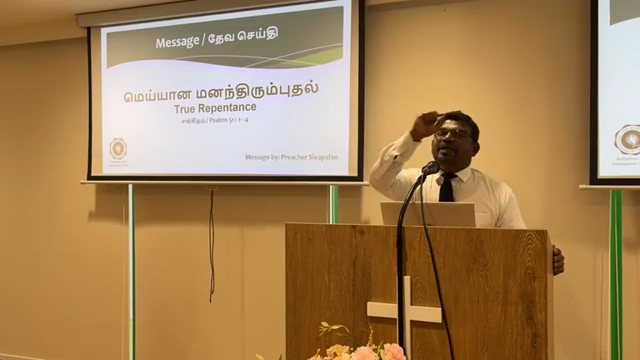 Message / தேவ செய்தி
மெய்யான மனந்திரும்புதல்
True Repentance
சங்கீதம் / Psalms 51: 1 - 4
Message by: Preacher Sivapalan